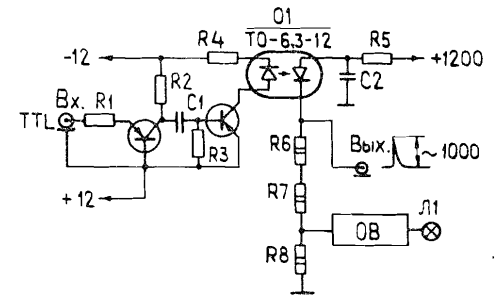 О1
ТО-6,3-12
-12
R4
R5
+1200
R2
C2
Вх.
R1
C1
TTL
R3
R6
Вых.
~1000
+12
R7
Л1
ОВ
R8